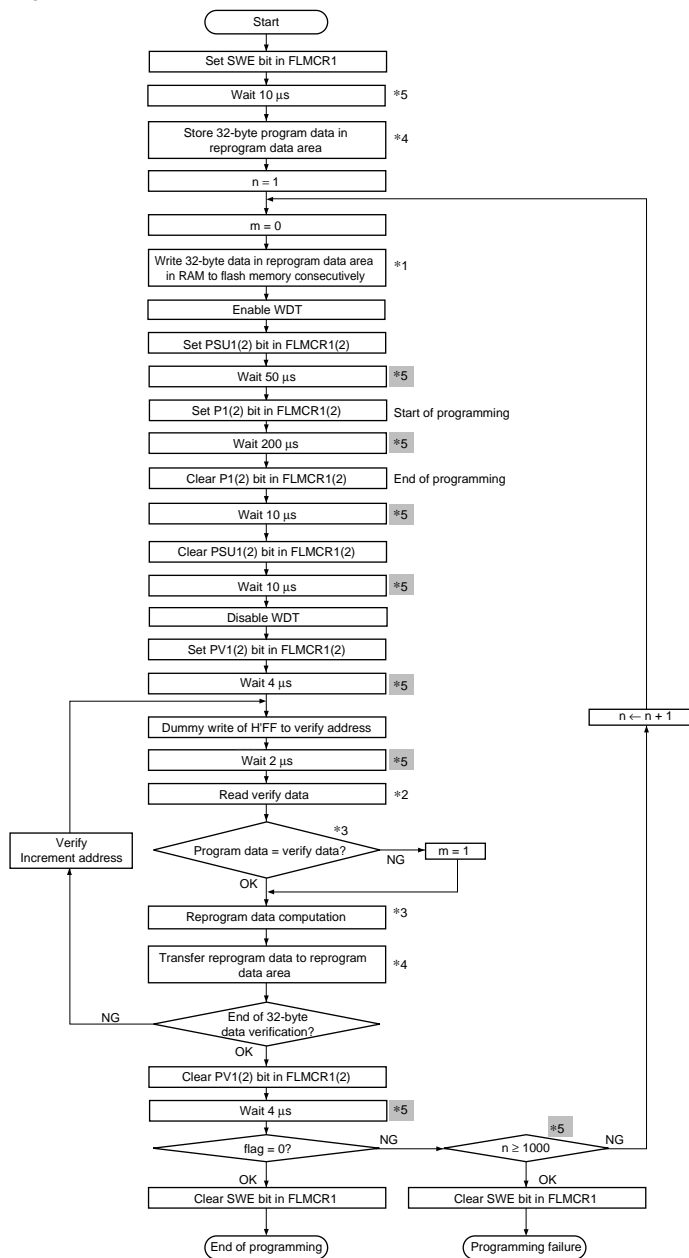 Start
Set SWE bit in FLMCR1
Wait 10 µs
*5
Store 32-byte program data in
reprogram data area
*4
n = 1
m = 0
Write 32-byte data in reprogram data area
in RAM to flash memory consecutively
*1
Enable WDT
Set PSU1(2) bit in FLMCR1(2)
Wait 50 µs
*5
Set P1(2) bit in FLMCR1(2)
Start of programming
Wait 200 µs
*5
Clear P1(2) bit in FLMCR1(2)
End of programming
Wait 10 µs
*5
Clear PSU1(2) bit in FLMCR1(2)
Wait 10 µs
*5
Disable WDT
Set PV1(2) bit in FLMCR1(2)
Wait 4 µs
*5
n ← n + 1
Dummy write of H'FF to verify address
Wait 2 µs
*5
Read verify data
*2
Verify
Increment address
*3
Program data = verify data?
NG
m = 1
OK
Reprogram data computation
*3
Transfer reprogram data to reprogram
data area
*4
End of 32-byte
data verification?
NG
OK
Clear PV1(2) bit in FLMCR1(2)
Wait 4 µs
*5
flag = 0?
NG
*5
n ≥ 1000
NG
OK
OK
Clear SWE bit in FLMCR1
Clear SWE bit in FLMCR1
End of programming
Programming failure